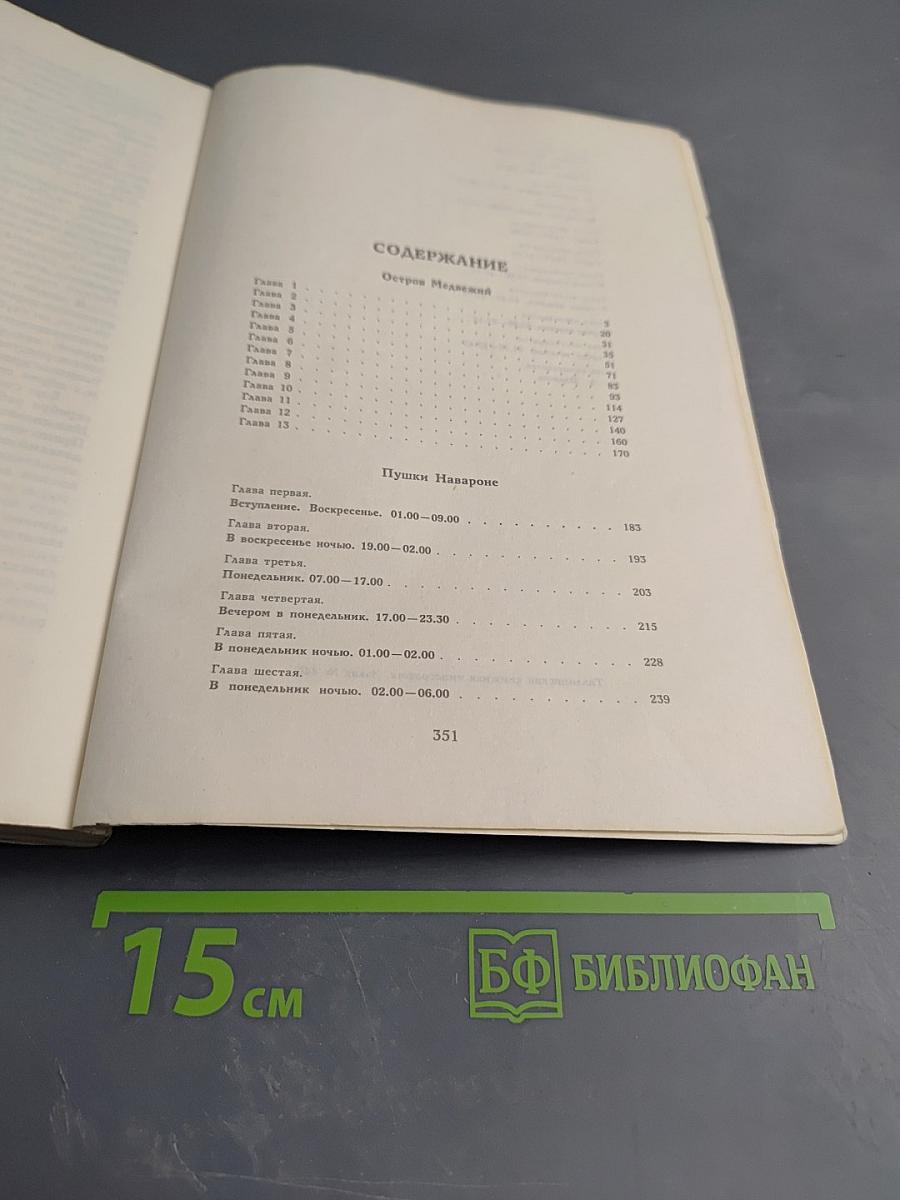 СОДЕРЖАНИЕ
Остров Медвежий
Глава 1 . . . . . . . . . . . . . . . . . . . . 5
Глава 2 . . . . . . . . . . . . . . . . . . . . 20
Глава 3 . . . . . . . . . . . . . . . . . . . . 31
Глава 4 . . . . . . . . . . . . . . . . . . . . 35
Глава 5 . . . . . . . . . . . . . . . . . . . . 51
Глава 6 . . . . . . . . . . . . . . . . . . . . 71
Глава 7 . . . . . . . . . . . . . . . . . . . . 83
Глава 8 . . . . . . . . . . . . . . . . . . . . 93
Глава 9 . . . . . . . . . . . . . . . . . . . . 114
Глава 10 . . . . . . . . . . . . . . . . . . . . 127
Глава 11 . . . . . . . . . . . . . . . . . . . . 140
Глава 12 . . . . . . . . . . . . . . . . . . . . 160
Глава 13 . . . . . . . . . . . . . . . . . . . . 170
Пушки Навароне
Глава первая.
Вступление. Воскресенье. 01.00—09.00 . . . . . . . . . . 183
Глава вторая.
В воскресенье ночью. 19.00—02.00 . . . . . . . . . . . 193
Глава третья.
Понедельник. 07.00—17.00 . . . . . . . . . . . . . . 203
Глава четвертая.
Вечером в понедельник. 17.00—23.30 . . . . . . . . . . 215
Глава пятая.
В понедельник ночью. 01.00—02.00 . . . . . . . . . . . 228
Глава шестая.
В понедельник ночью. 02.00—06.00 . . . . . . . . . . . 239
351
15 см
БФ БИБЛИОФАН